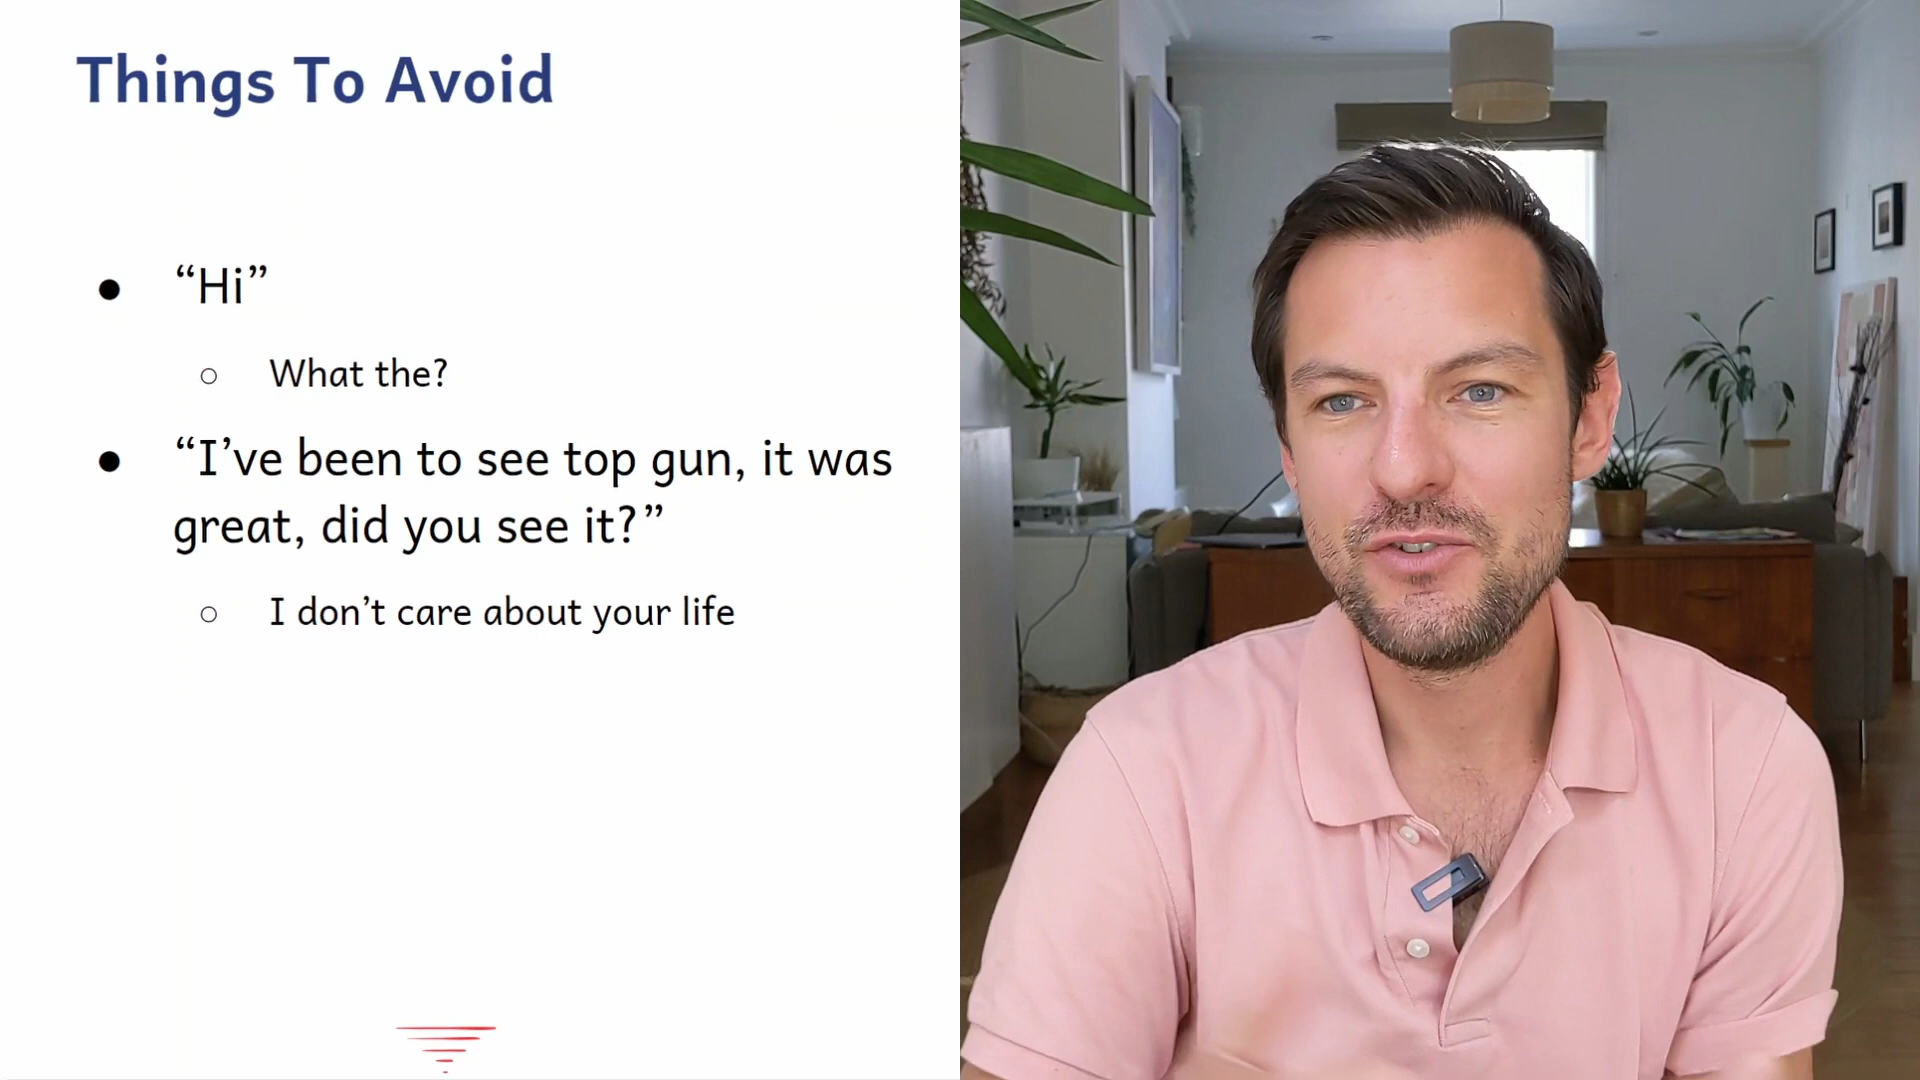 Things To Avoid
“Hi”
What the?
“I’ve been to see top gun, it was
great, did you see it?”
I don’t care about your life